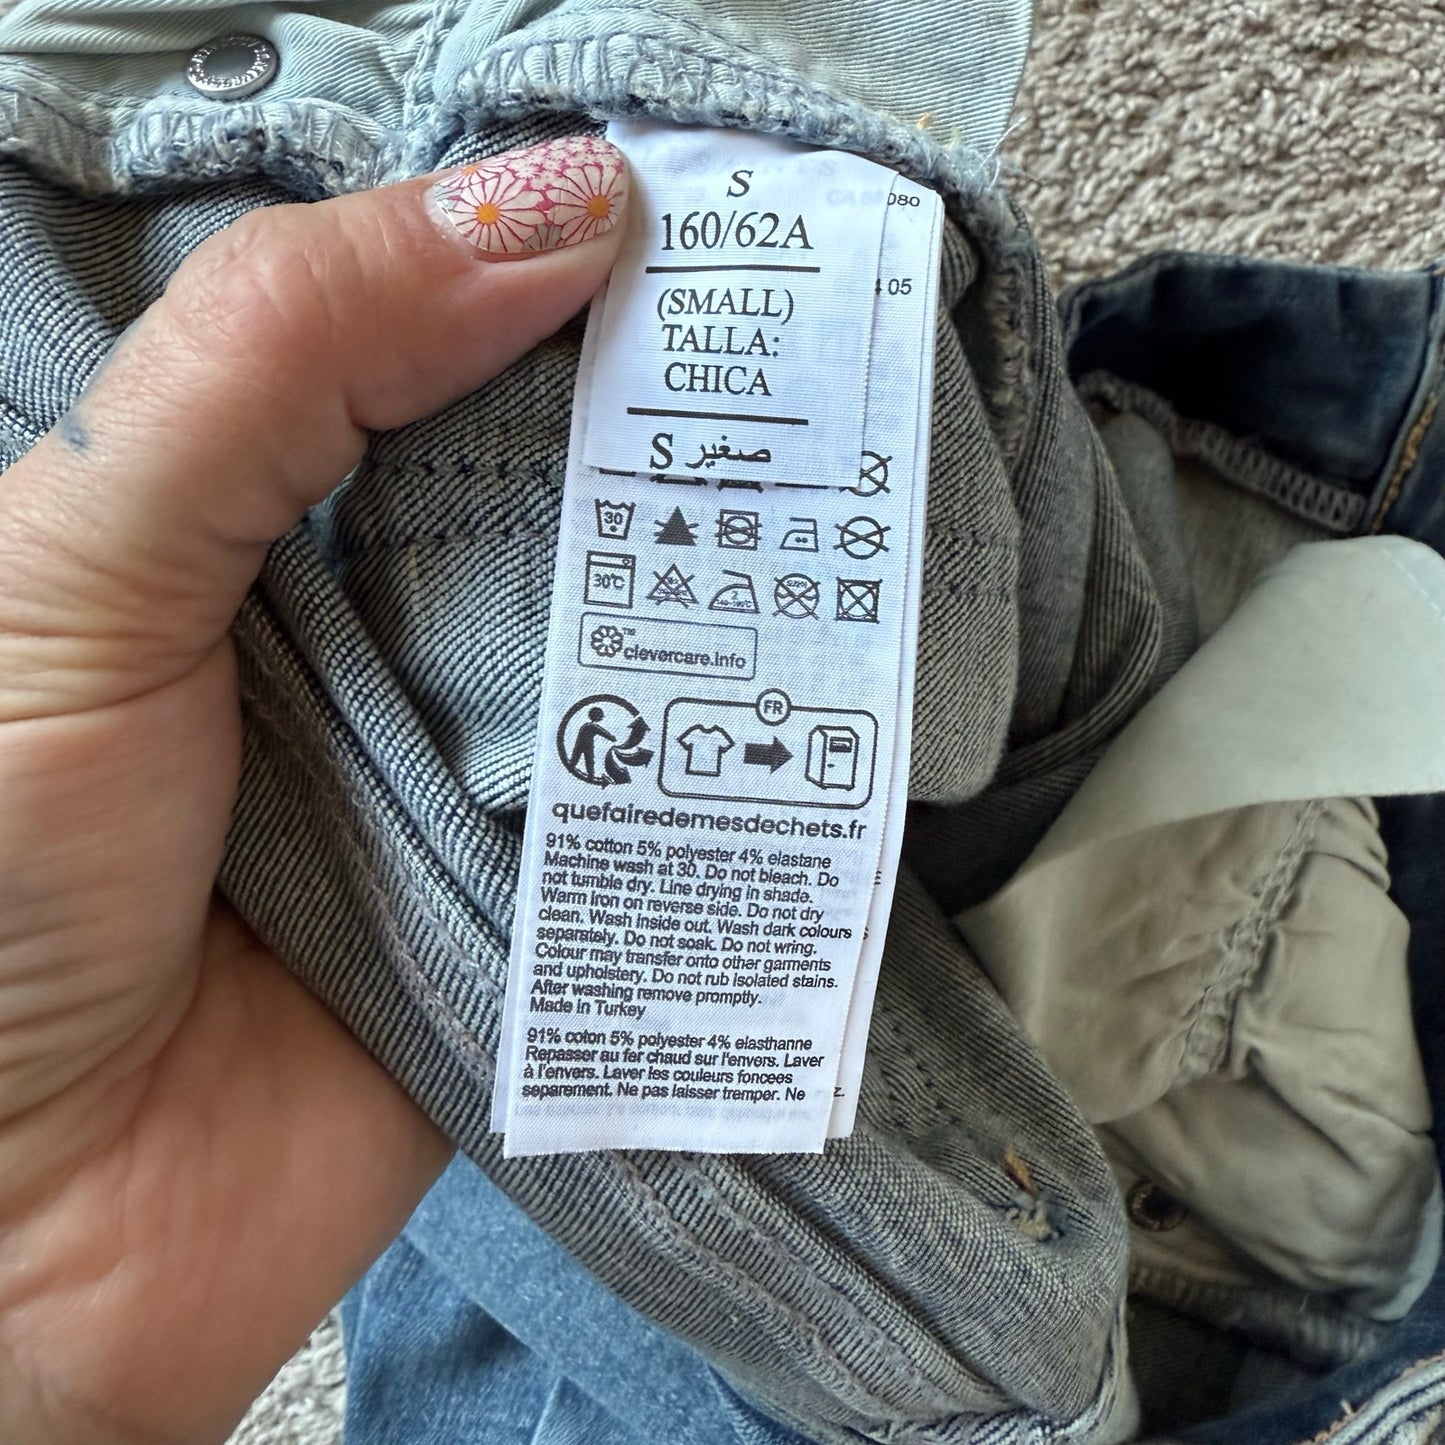 S
160/62A
(SMALL)
TALLA:
CHICA
S صغير
080
05
30
30°C
clevercare.info
FR
quefairedemesdechets.fr
91% cotton 5% polyester 4% elastane
Machine wash at 30. Do not bleach. Do
not tumble dry. Line drying in shade.
Warm iron on reverse side. Do not dry
clean. Wash inside out. Wash dark colours
separately. Do not soak. Do not wring.
Colour may transfer onto other garments
and upholstery. Do not rub isolated stains.
After washing remove promptly.
Made in Turkey
91% coton 5% polyester 4% elasthanne
Repasser au fer chaud sur l'envers. Laver
à l'envers. Laver les couleurs foncees
separement. Ne pas laisser tremper. Ne